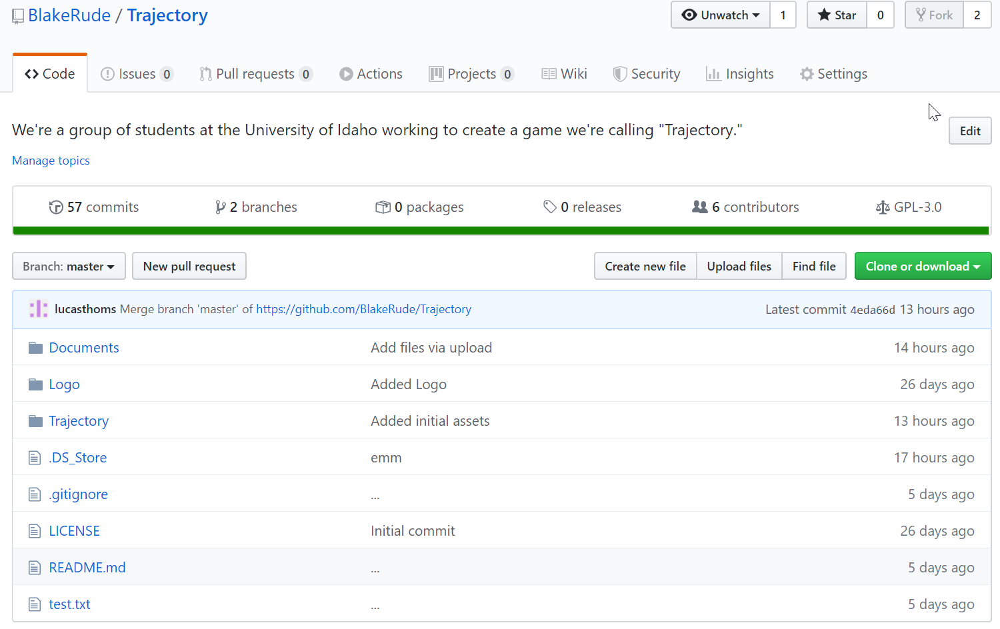 BlakeRude / Trajectory Unwatch 1 Star 0 Fork 2
Code Issues 0 Pull requests 0 Actions Projects 0 Wiki Security Insights Settings
We're a group of students at the University of Idaho working to create a game we're calling "Trajectory." Edit
Manage topics
57 commits 2 branches 0 packages 0 releases 6 contributors GPL-3.0
Branch: master New pull request Create new file Upload files Find file Clone or download
lucasthoms Merge branch 'master' of https://github.com/BlakeRude/Trajectory Latest commit 4eda66d 13 hours ago
Documents Add files via upload 14 hours ago
Logo Added Logo 26 days ago
Trajectory Added initial assets 13 hours ago
.DS_Store emm 17 hours ago
.gitignore ... 5 days ago
LICENSE Initial commit 26 days ago
README.md ... 5 days ago
test.txt ... 5 days ago